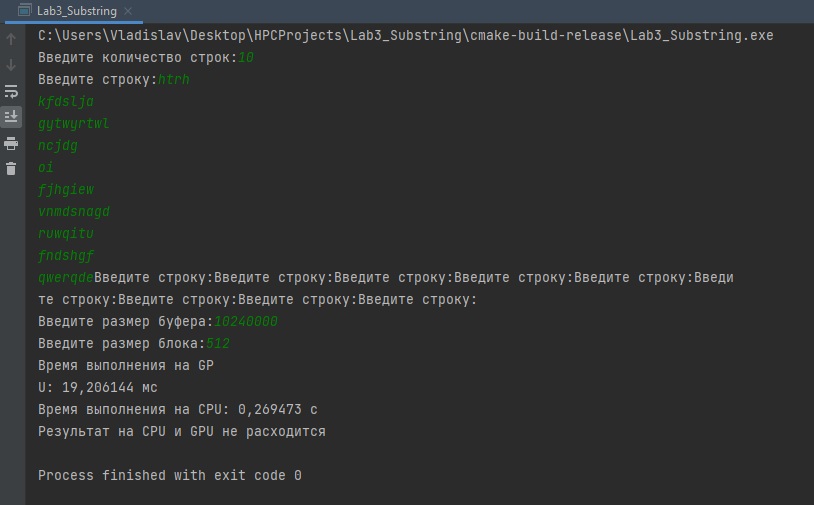 Lab3_Substring
C:\Users\Vladislav\Desktop\HPCProjects\Lab3_Substring\cmake-build-release\Lab3_Substring.exe
Введите количество строк:10
Введите строку:htrh
kfdslja
gytwyrtwl
ncjdg
oi
fjhgiew
vnmdsnagd
ruwqitu
fndshgf
qwerqdeВведите строку:Введите строку:Введите строку:Введите строку:Введите строку:Введи
те строку:Введите строку:Введите строку:Введите строку:
Введите размер буфера:10240000
Введите размер блока:512
Время выполнения на GP
U: 19,206144 мс
Время выполнения на CPU: 0,269473 с
Результат на CPU и GPU не расходится
Process finished with exit code 0